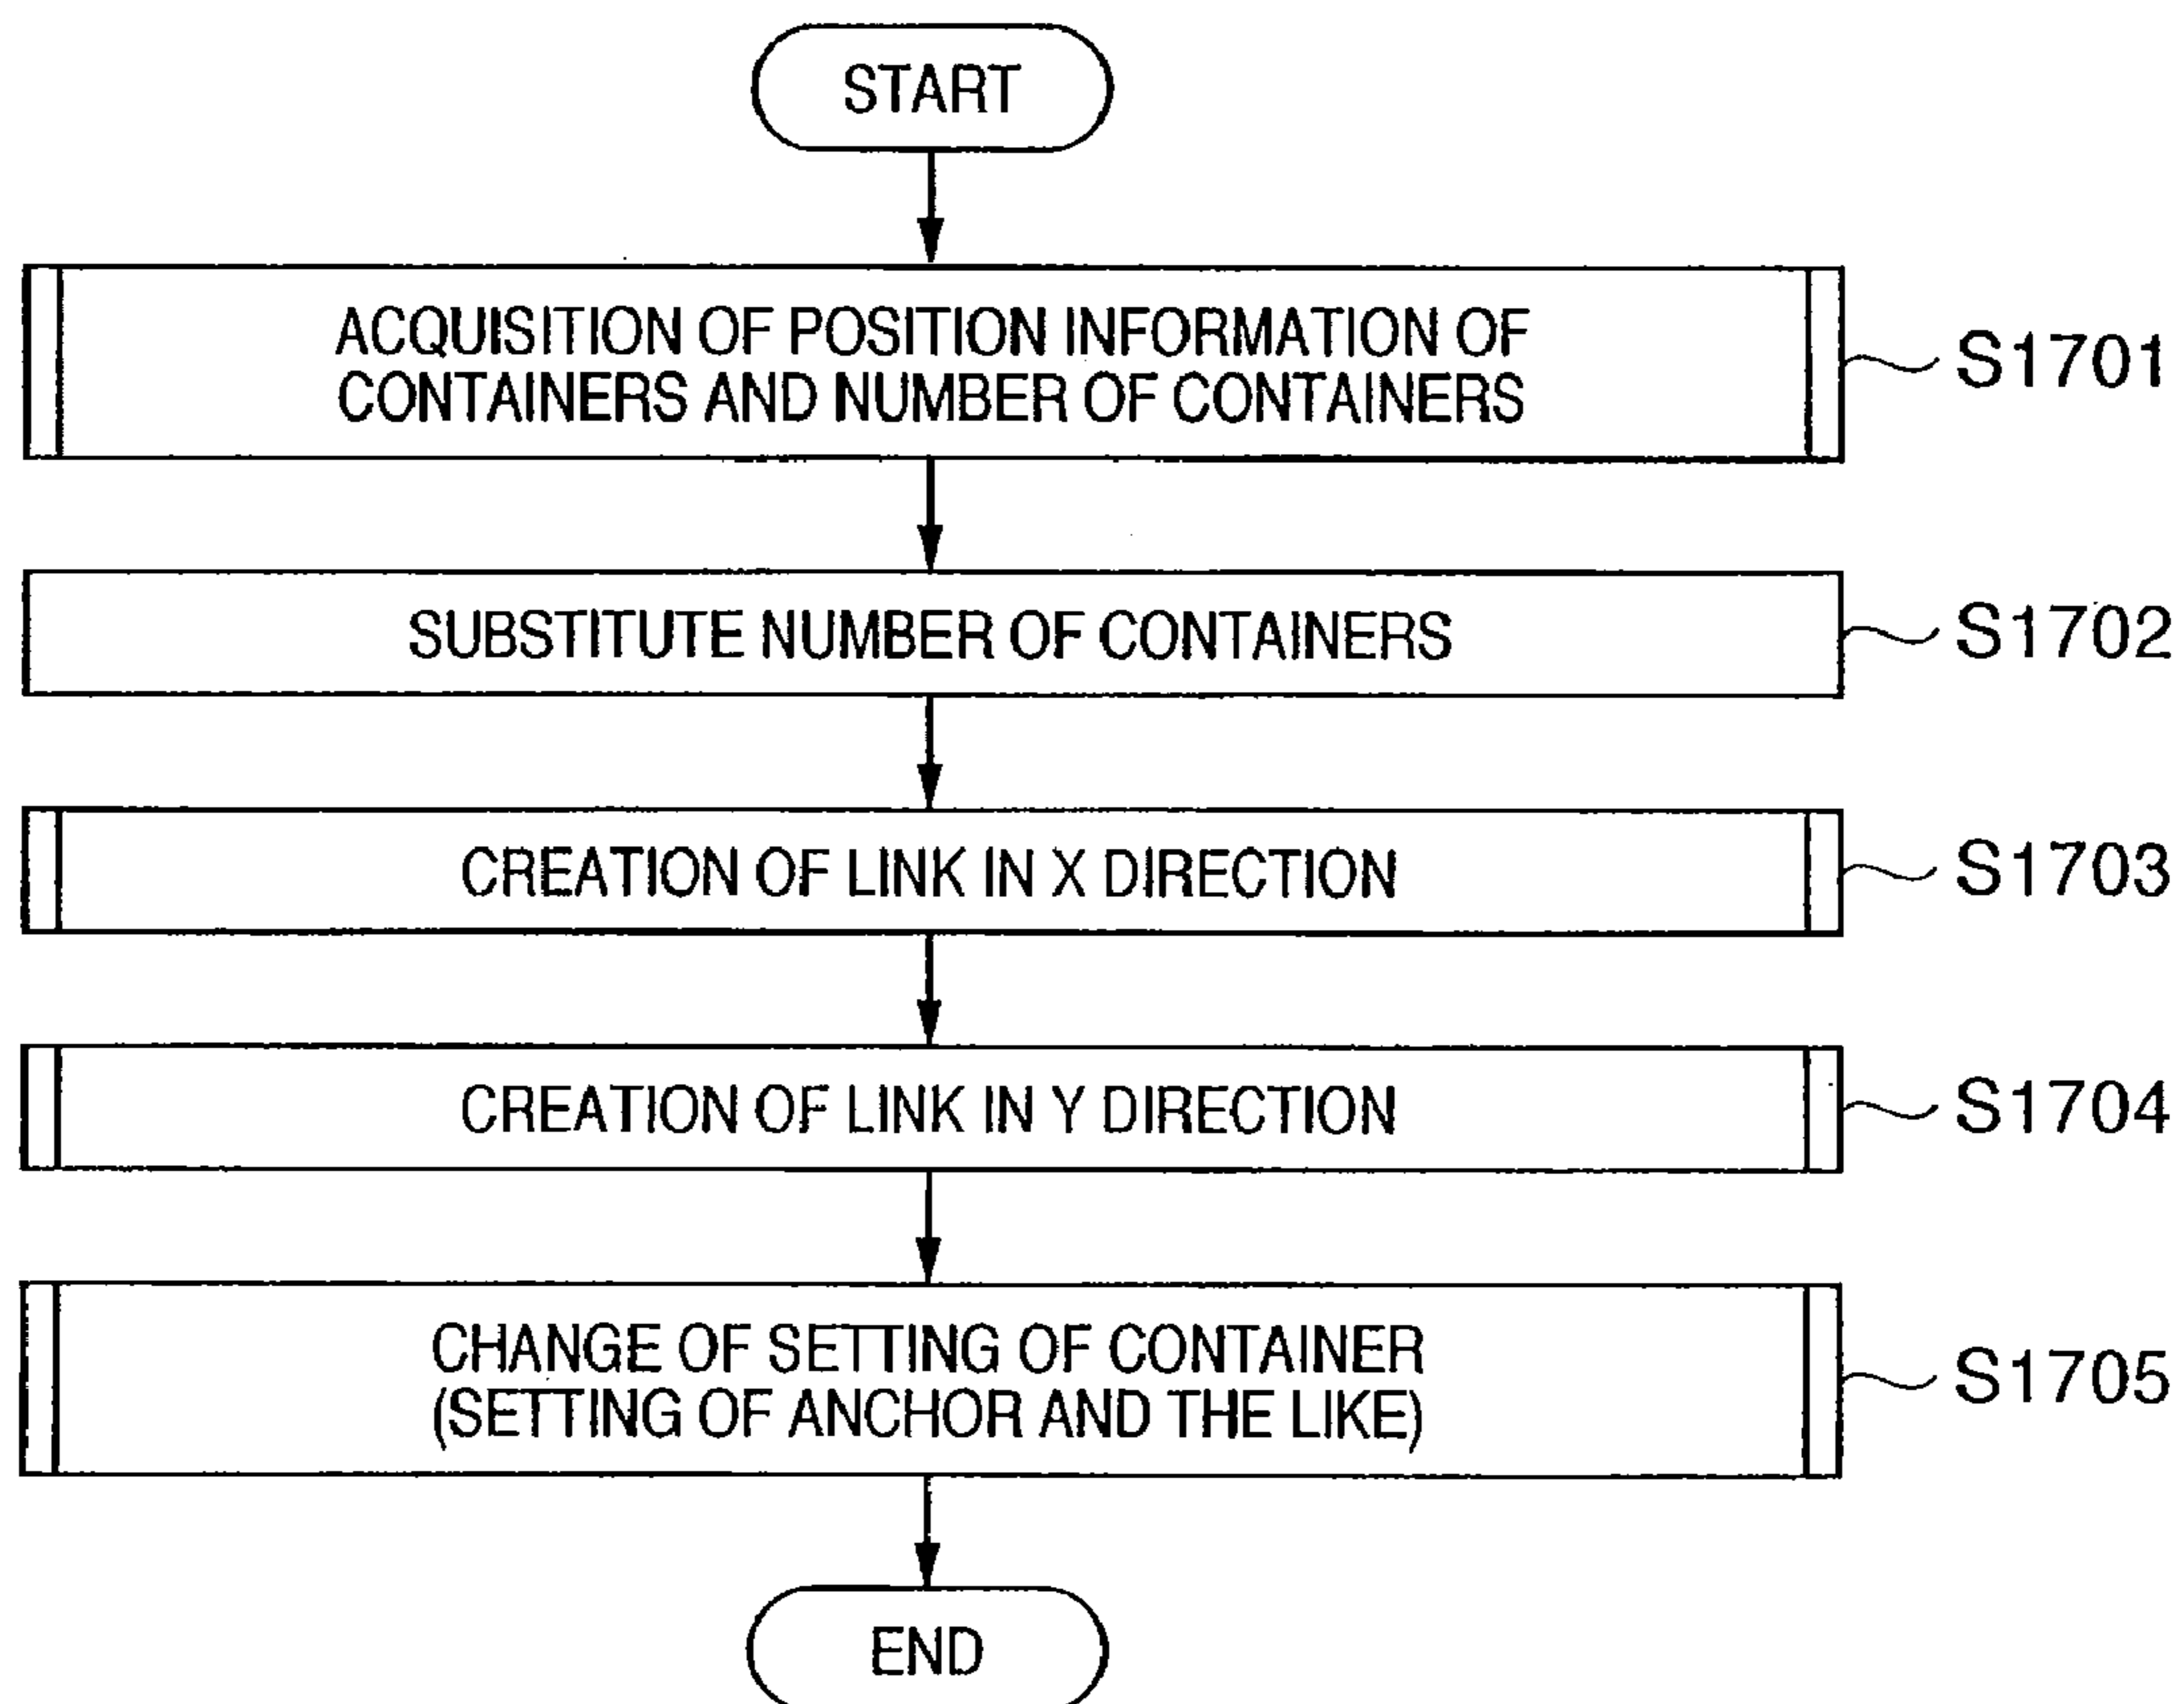 START
ACQUISITION OF POSITION INFORMATION OF
CONTAINERS AND NUMBER OF CONTAINERS
S1701
SUBSTITUTE NUMBER OF CONTAINERS
S1702
CREATION OF LINK IN X DIRECTION
S1703
CREATION OF LINK IN Y DIRECTION
S1704
CHANGE OF SETTING OF CONTAINER
(SETTING OF ANCHOR AND THE LIKE)
S1705
END